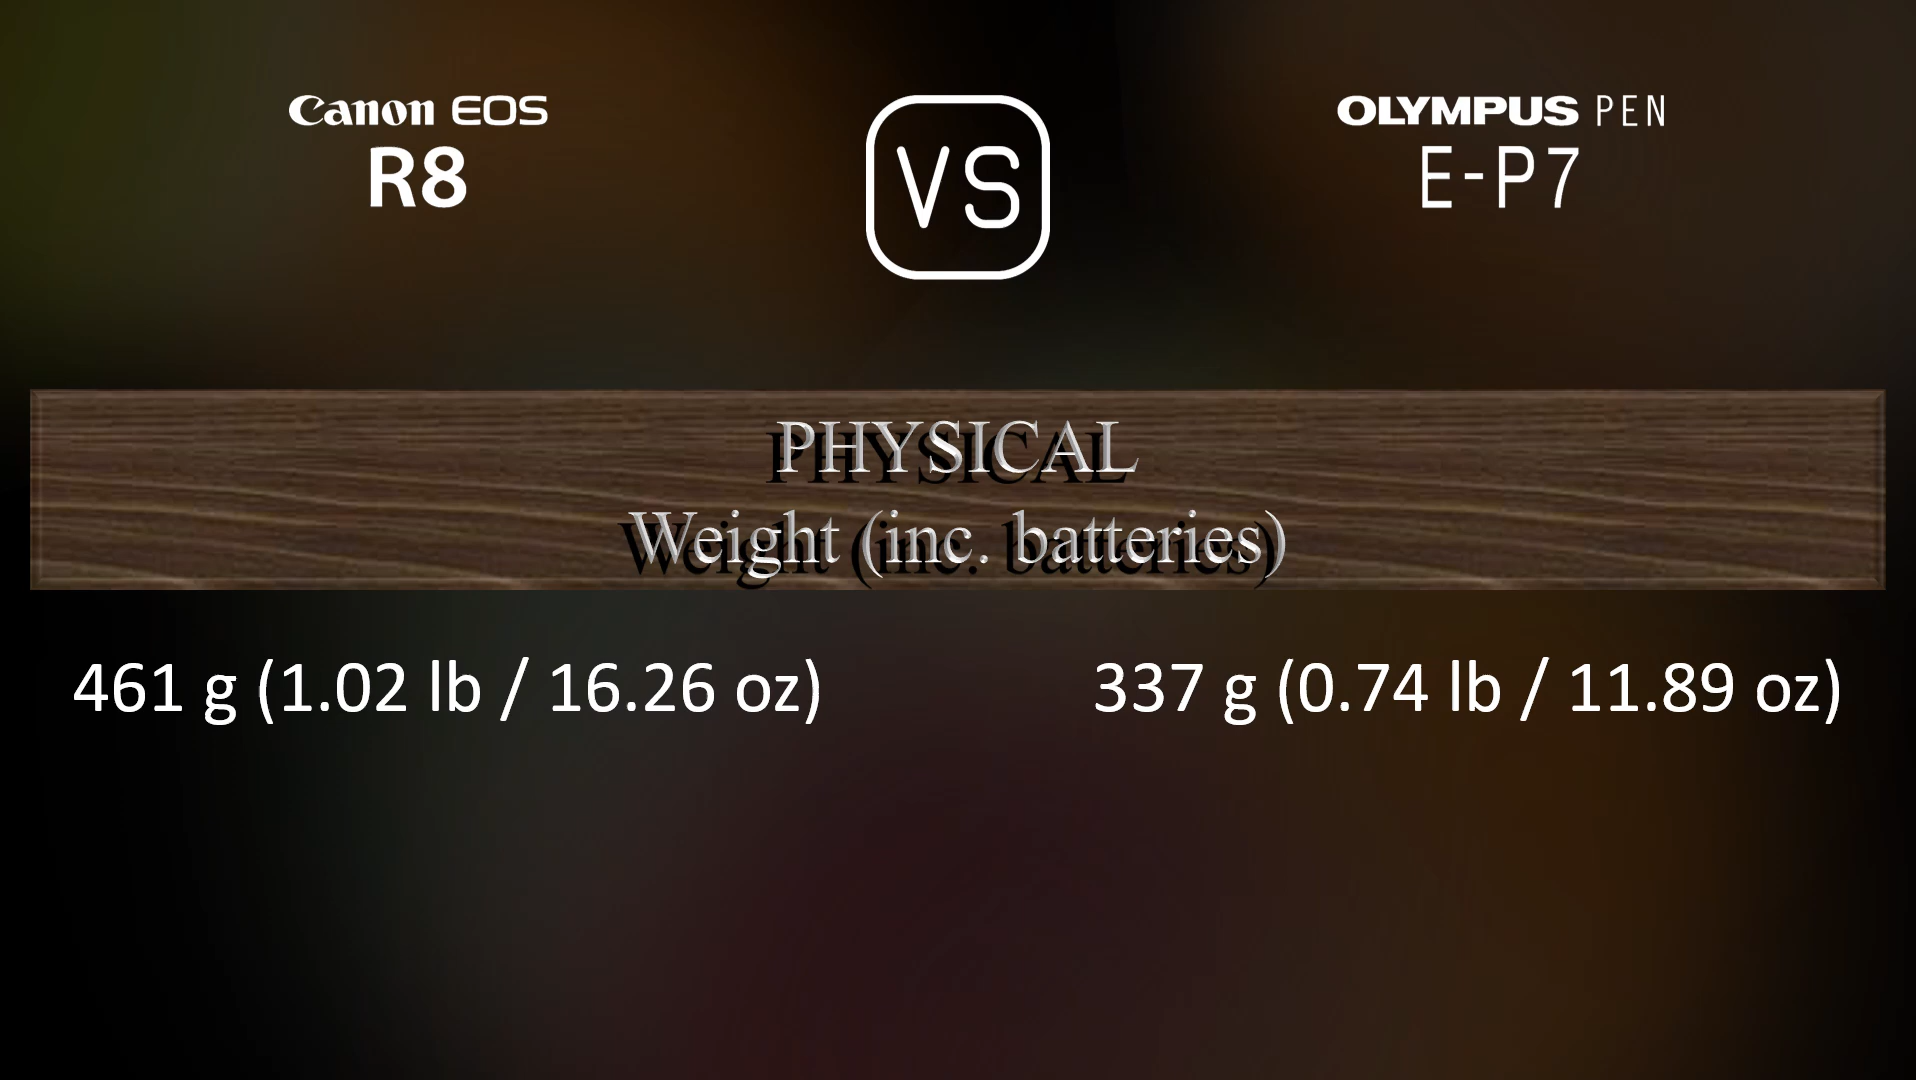 Canon EOS
R8
VS
OLYMPUS PEN
E-P7
PHYSICAL
Weight (inc. batteries)
461 g (1.02 lb / 16.26 oz)
337 g (0.74 lb / 11.89 oz)